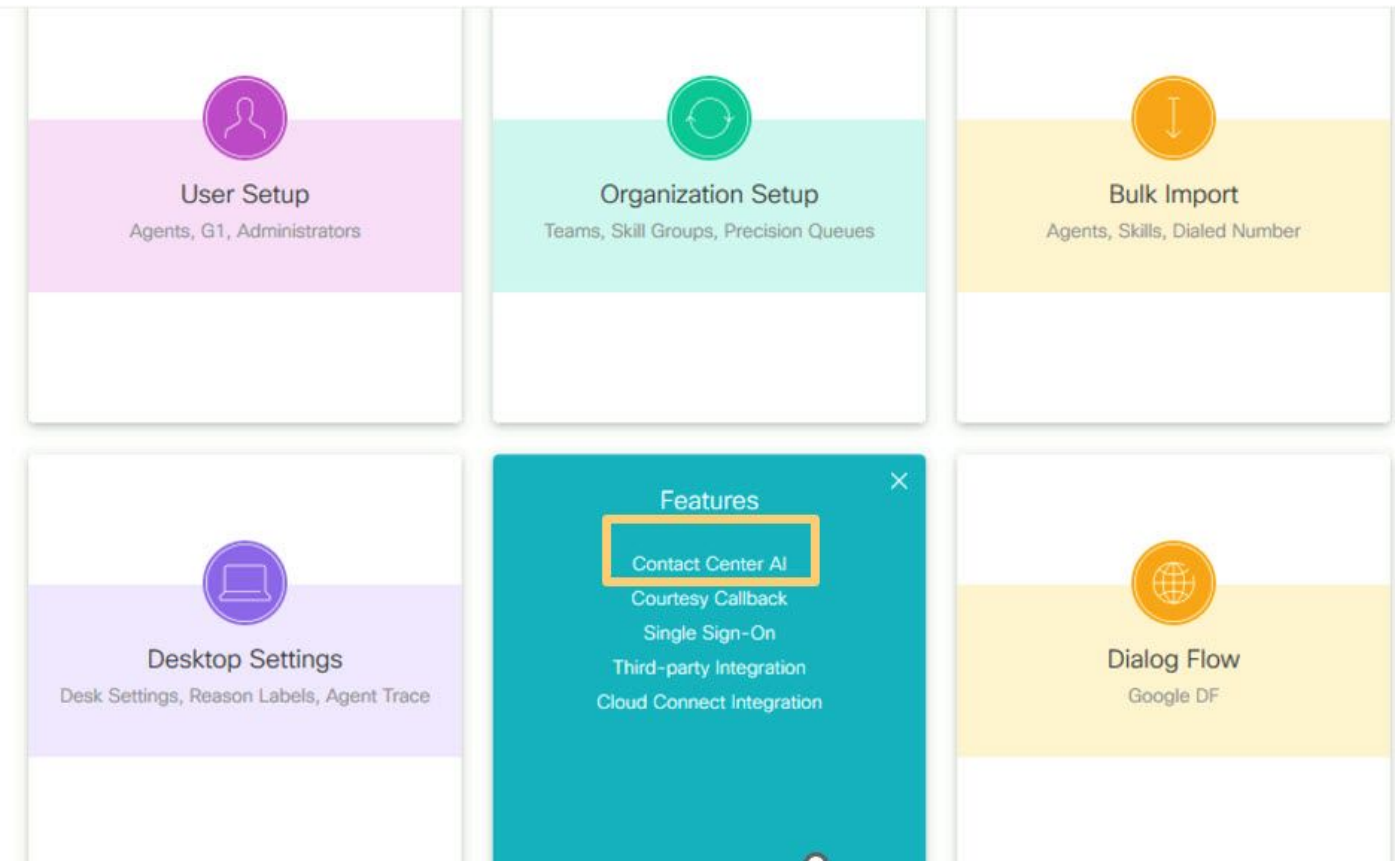 User Setup
Agents, G1, Administrators
Organization Setup
Teams, Skill Groups, Precision Queues
Bulk Import
Agents, Skills, Dialed Number
Desktop Settings
Desk Settings, Reason Labels, Agent Trace
Features
Contact Center AI
Courtesy Callback
Single Sign-On
Third-party Integration
Cloud Connect Integration
Dialog Flow
Google DF